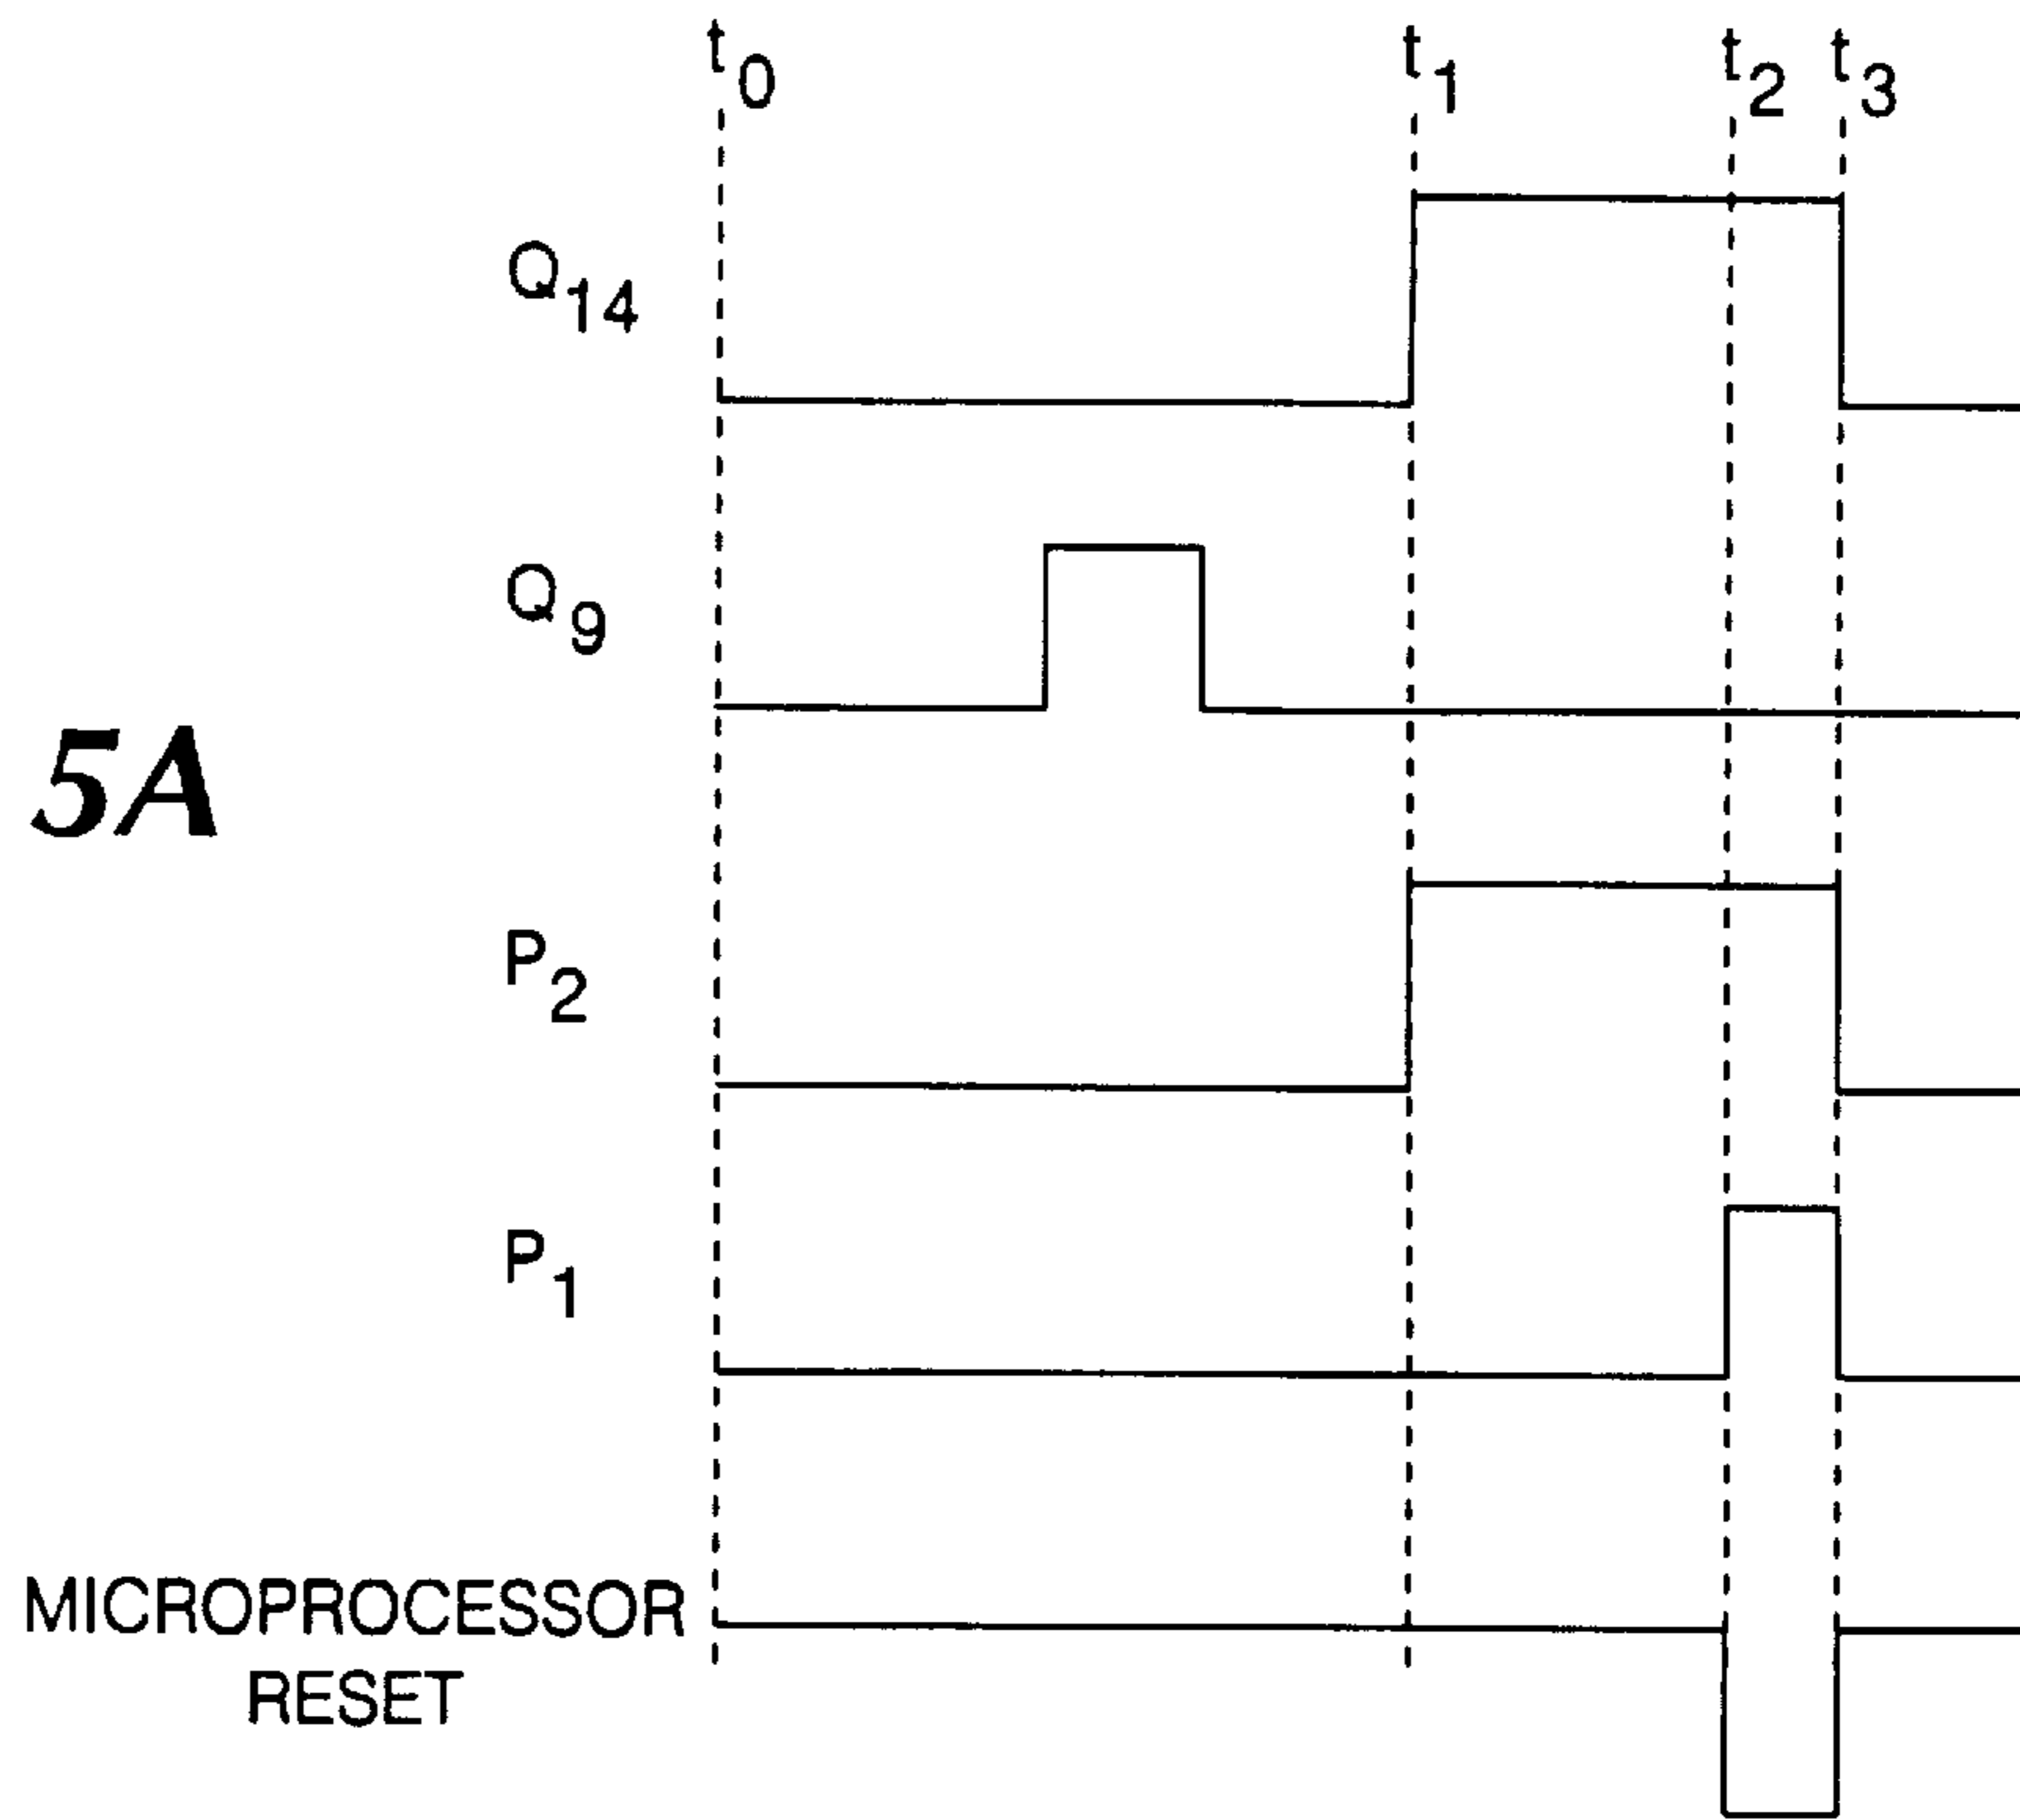 t0 t1 t2 t3
Q14
Q9
5A
P2
P1
MICROPROCESSOR
RESET